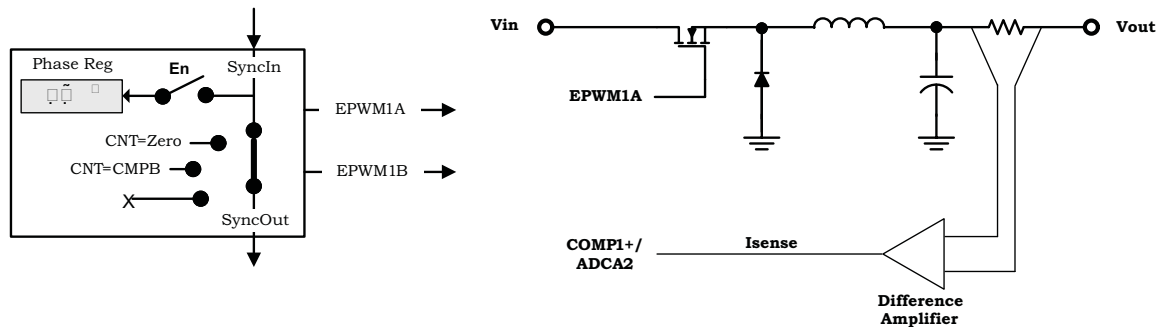 Phase Reg
En
SyncIn
CNT=Zero
CNT=CMPB
X
SyncOut
EPWM1A
EPWM1B
Vin
Vout
EPWM1A
COMP1+/
ADCA2
Isense
Difference
Amplifier